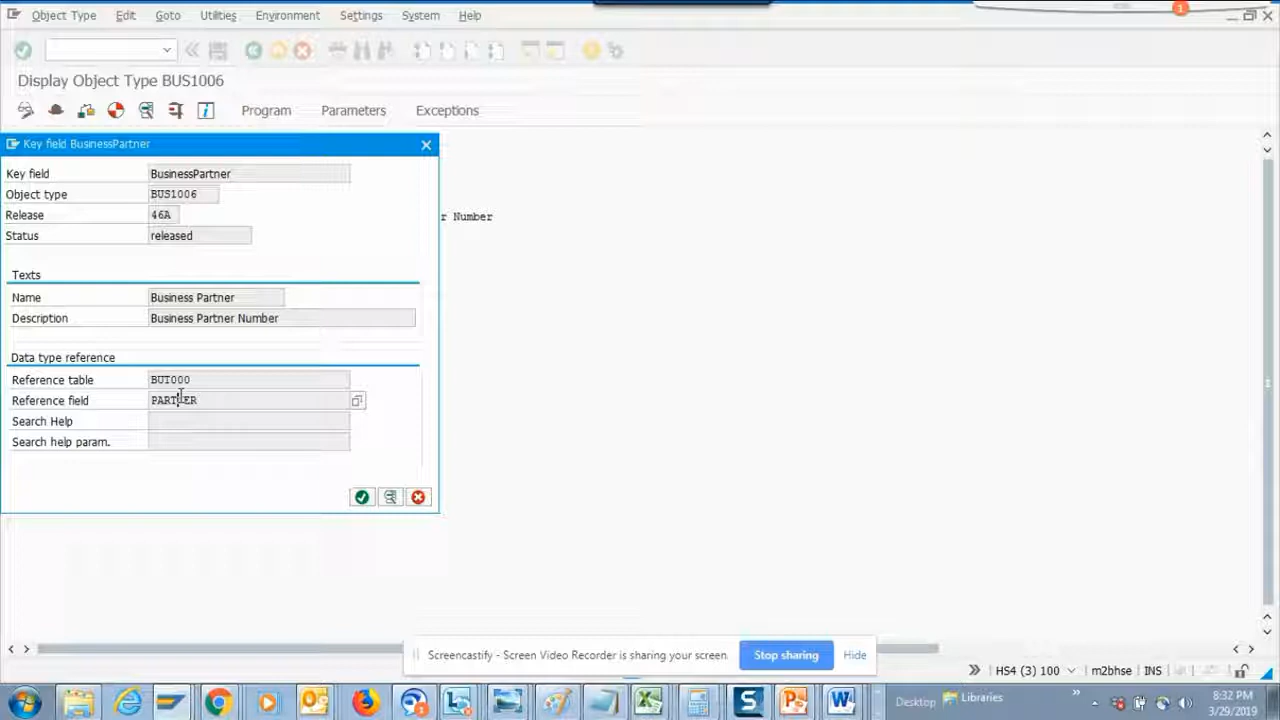 Object Type Edit Goto Utilities Environment Settings System Help
1
Display Object Type BUS1006
Program Parameters Exceptions
Key field BusinessPartner
Key field BusinessPartner
Object type BUS1006
Release 46A
r Number
Status released
Texts
Name Business Partner
Description Business Partner Number
Data type reference
Reference table BUT000
Reference field PARTNER
Search Help
Search help param.
Screencastify - Screen Video Recorder is sharing your screen. Stop sharing Hide
HS4 (3) 100 m2bhse INS
Desktop Libraries
8:32 PM
3/29/2019